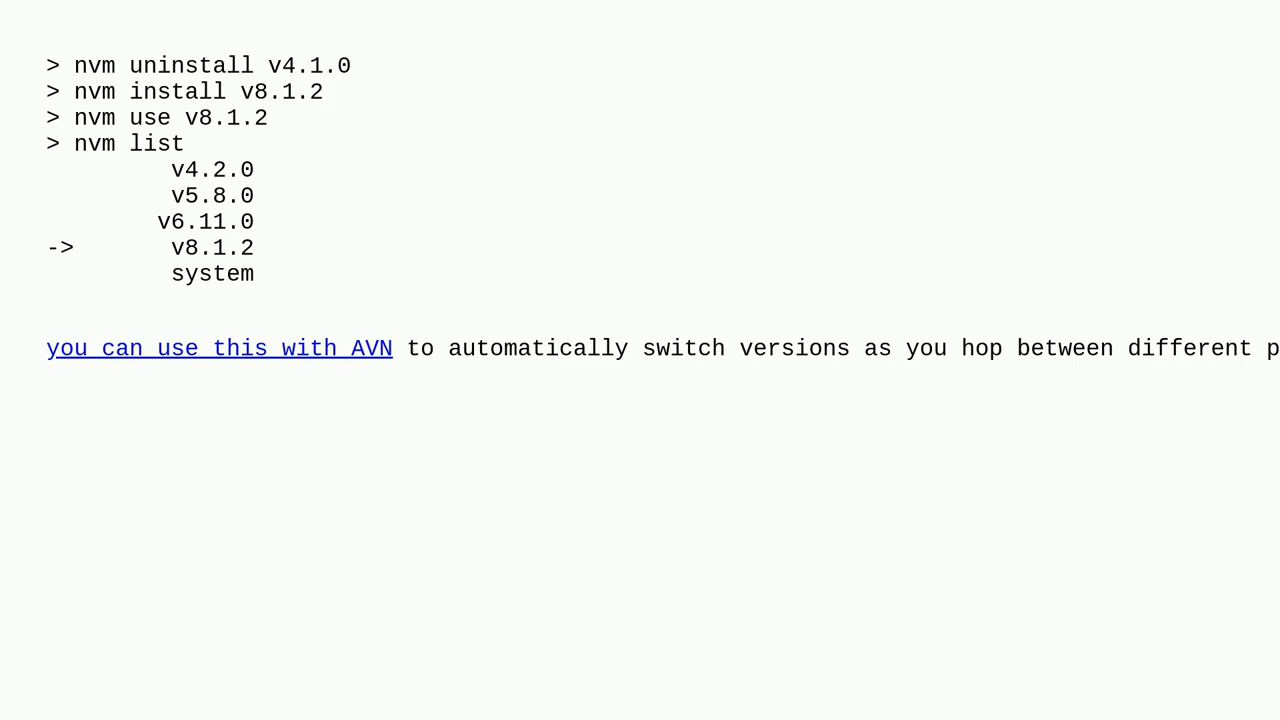 > nvm uninstall v4.1.0
> nvm install v8.1.2
> nvm use v8.1.2
> nvm list
         v4.2.0
         v5.8.0
        v6.11.0
->       v8.1.2
         system
you can use this with AVN to automatically switch versions as you hop between different p